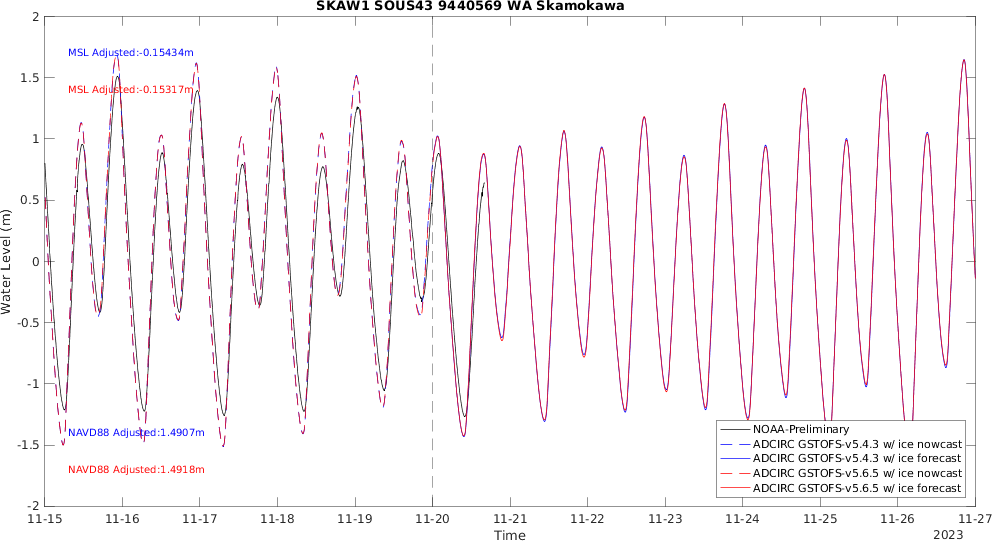 SKAW1 SOUS43 9440569 WA Skamokawa
2
1.5
1
0.5
0
-0.5
-1
-1.5
-2
Water Level (m)
MSL Adjusted:-0.15434m
MSL Adjusted:-0.15317m
NAVD88 Adjusted:1.4907m
NAVD88 Adjusted:1.4918m
NOAA-Preliminary
ADCIRC GSTOFS-v5.4.3 w/ ice nowcast
ADCIRC GSTOFS-v5.4.3 w/ ice forecast
ADCIRC GSTOFS-v5.6.5 w/ ice nowcast
ADCIRC GSTOFS-v5.6.5 w/ ice forecast
11-15 11-16 11-17 11-18 11-19 11-20 11-21 11-22 11-23 11-24 11-25 11-26 11-27
Time
2023